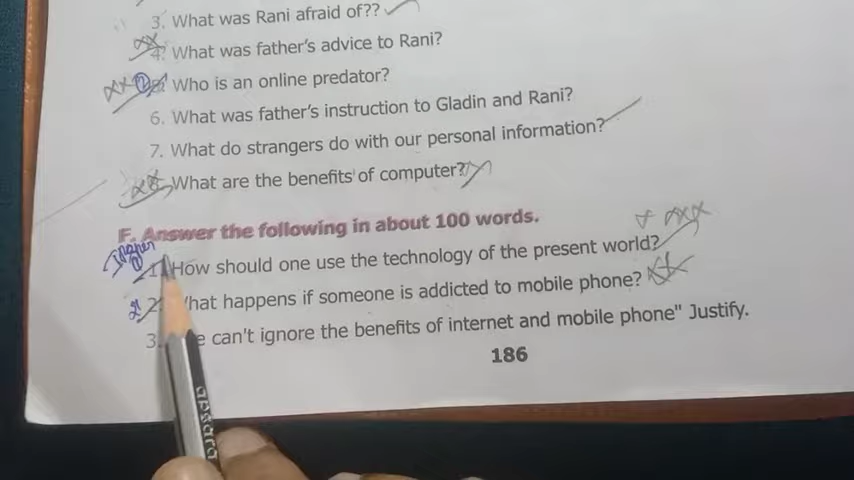 3. What was Rani afraid of??
4. What was father's advice to Rani?
Who is an online predator?
6. What was father's instruction to Gladin and Rani?
7. What do strangers do with our personal information?
8. What are the benefits of computer?
F. Answer the following in about 100 words.
1. How should one use the technology of the present world?
2. hat happens if someone is addicted to mobile phone?
3. e can't ignore the benefits of internet and mobile phone" Justify.
186
apsara